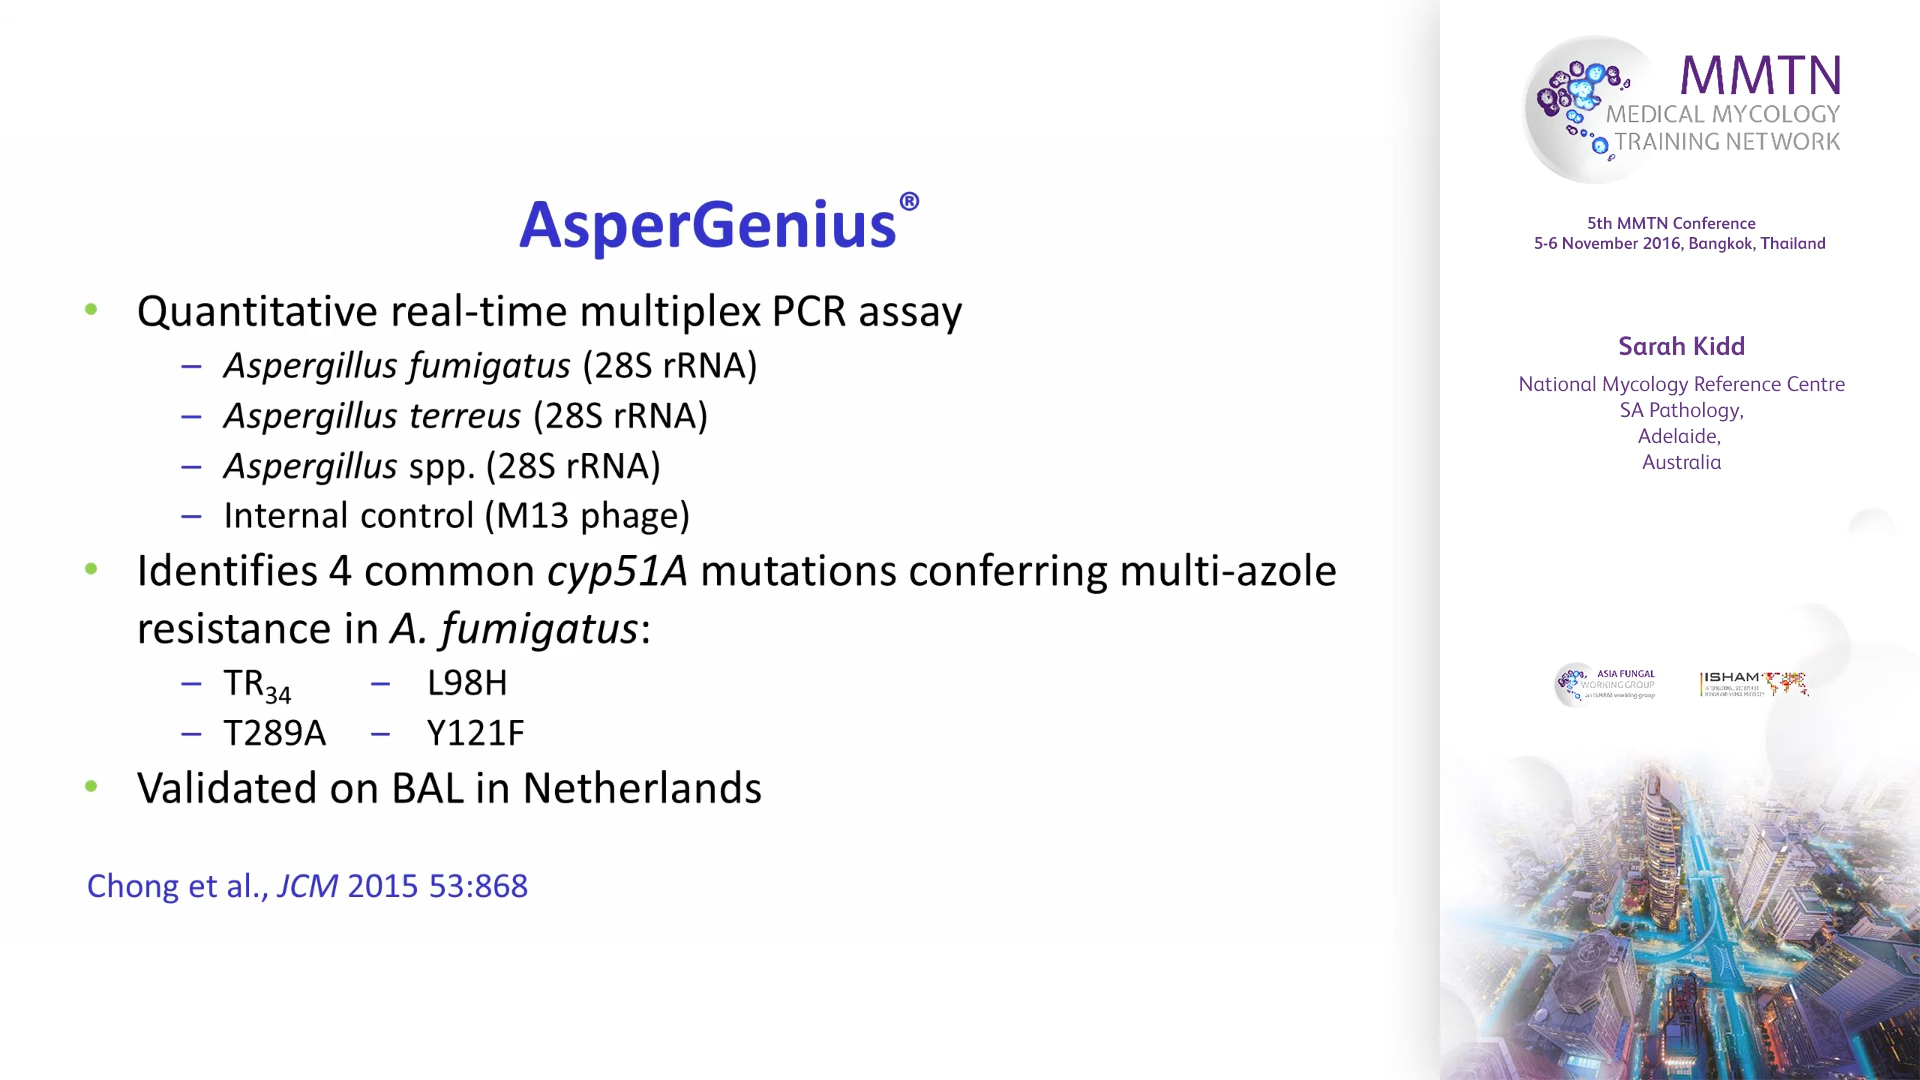 AsperGenius®
• Quantitative real-time multiplex PCR assay
– Aspergillus fumigatus (28S rRNA)
– Aspergillus terreus (28S rRNA)
– Aspergillus spp. (28S rRNA)
– Internal control (M13 phage)
• Identifies 4 common cyp51A mutations conferring multi-azole
resistance in A. fumigatus:
– TR34 – L98H
– T289A – Y121F
• Validated on BAL in Netherlands
Chong et al., JCM 2015 53:868
MMTN
MEDICAL MYCOLOGY
TRAINING NETWORK
5th MMTN Conference
5-6 November 2016, Bangkok, Thailand
Sarah Kidd
National Mycology Reference Centre
SA Pathology,
Adelaide,
Australia
ASIA FUNGAL
WORKING GROUP
an ISHAM working group
ISHAM